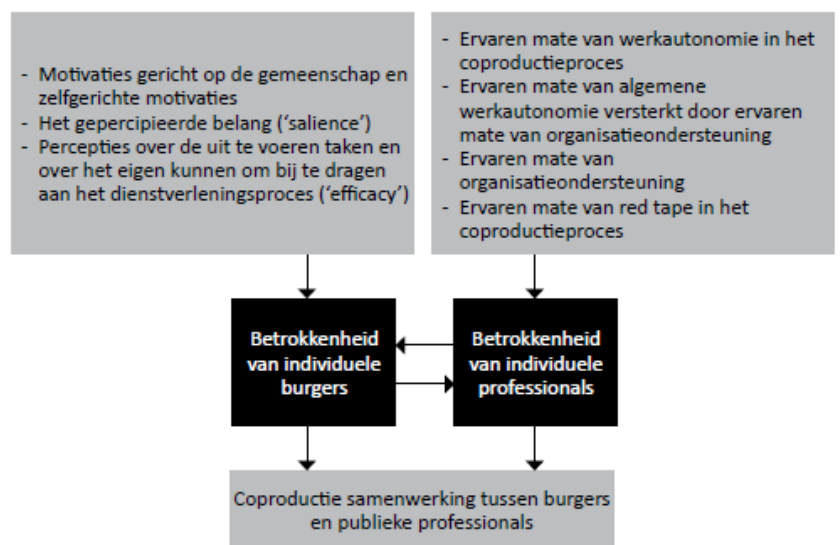 - Motivaties gericht op de gemeenschap en
zelfgerichte motivaties
- Het gepercipieerde belang (‘salience’)
- Percepties over de uit te voeren taken en
over het eigen kunnen om bij te dragen
aan het dienstverleningsproces (‘efficacy’)
- Ervaren mate van werkautonomie in het
coproductieproces
- Ervaren mate van algemene
werkautonomie versterkt door ervaren
mate van organisatieondersteuning
- Ervaren mate van
organisatieondersteuning
- Ervaren mate van red tape in het
coproductieproces
Betrokkenheid
van individuele
burgers
Betrokkenheid
van individuele
professionals
Coproductie samenwerking tussen burgers
en publieke professionals